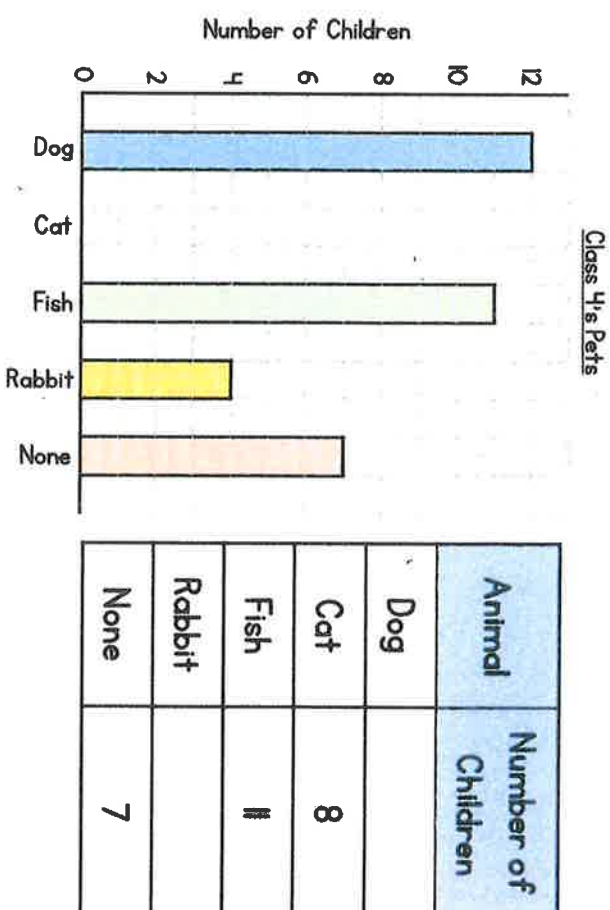 Class 4's Pets
Number of Children
12
10
8
6
4
2
0
Dog
Cat
Fish
Rabbit
None
Animal
Number of
Children
Dog
Cat
8
Fish
11
Rabbit
None
7